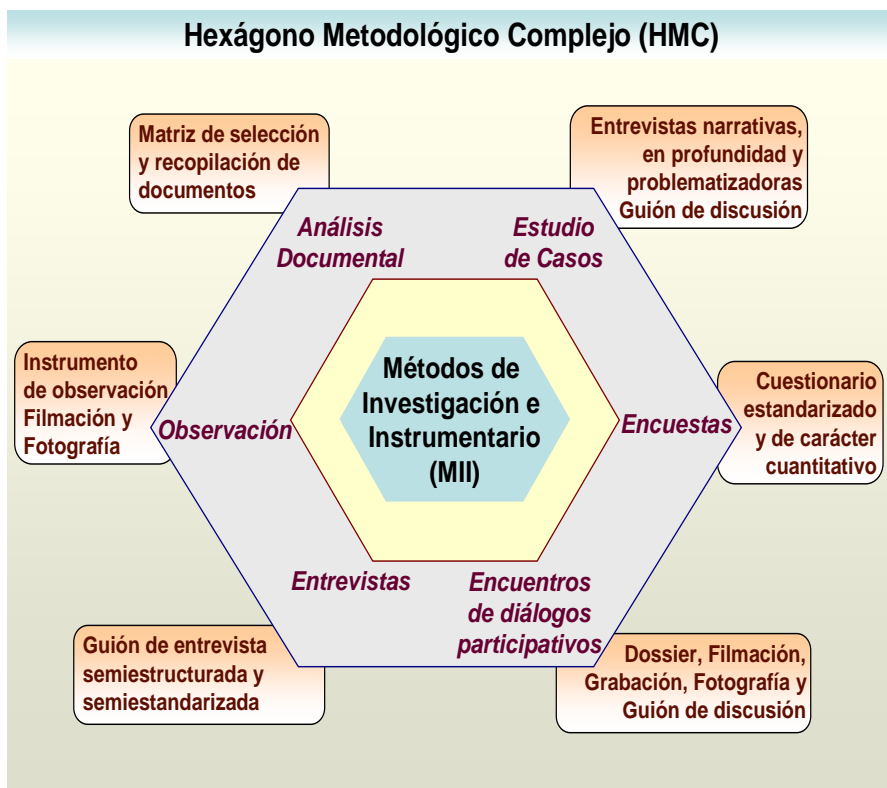 Hexágono Metodológico Complejo (HMC)
Matriz de selección
y recopilación de
documentos
Entrevistas narrativas,
en profundidad y
problematizadoras
Guión de discusión
Análisis
Documental
Estudio
de Casos
Instrumento
de observación
Filmación y
Fotografía
Observación
Métodos de
Investigación e
Instrumentario
(MII)
Encuestas
Cuestionario
estandarizado
y de carácter
cuantitativo
Entrevistas
Encuentros
de diálogos
participativos
Guión de entrevista
semiestructurada y
semiestandarizada
Dossier, Filmación,
Grabación, Fotografía y
Guión de discusión